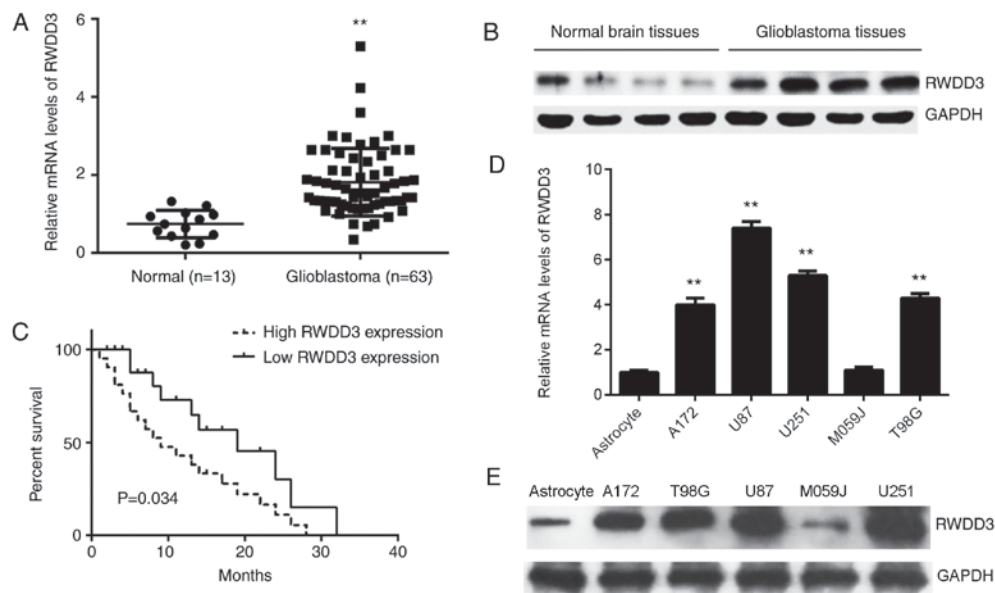 A
Relative mRNA levels of RWDD3
6
4
2
0
**
Normal (n=13)
Glioblastoma (n=63)
B
Normal brain tissues
Glioblastoma tissues
RWDD3
GAPDH
C
High RWDD3 expression
Low RWDD3 expression
Percent survival
100
50
0
P=0.034
0 10 20 30 40
Months
D
Relative mRNA levels of RWDD3
10
8
6
4
2
0
** ** ** **
Astrocyte A172 U87 U251 M059J T98G
E
Astrocyte A172 T98G U87 M059J U251
RWDD3
GAPDH